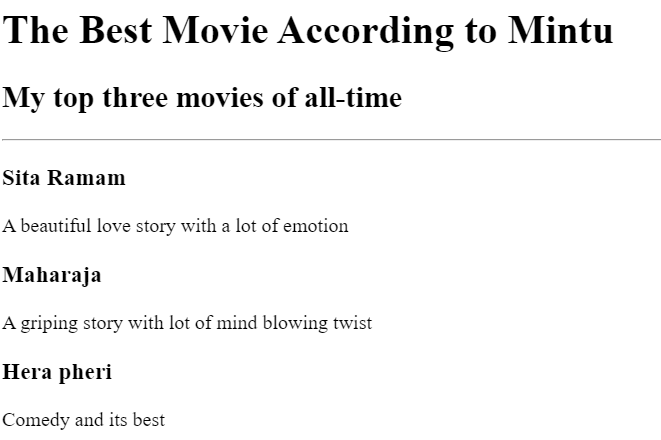 The Best Movie According to Mintu
My top three movies of all-time
Sita Ramam
A beautiful love story with a lot of emotion
Maharaja
A griping story with lot of mind blowing twist
Hera pheri
Comedy and its best